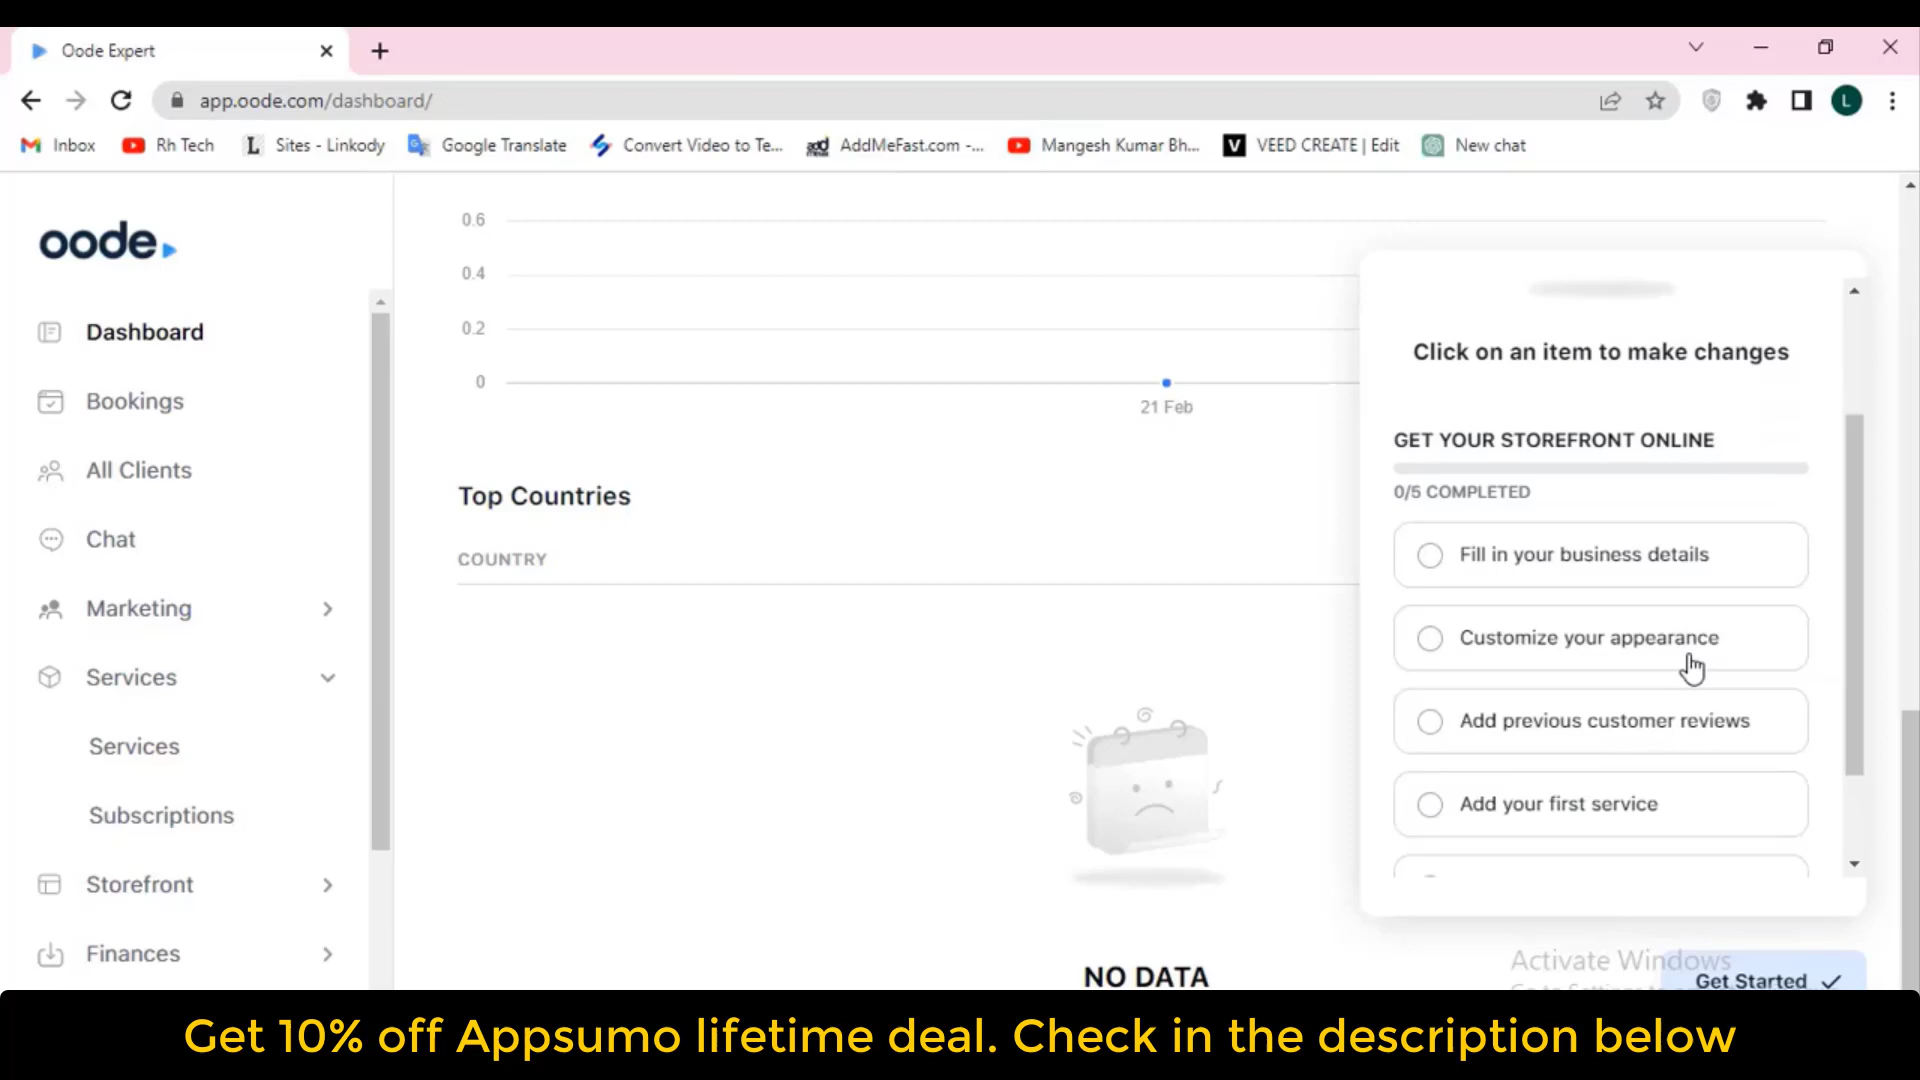 Oode Expert
app.oode.com/dashboard/
L
Inbox
Rh Tech
L Sites - Linkody
Google Translate
Convert Video to Te...
add AddMeFast.com -...
Mangesh Kumar Bh...
V VEED CREATE | Edit
New chat
oode
Dashboard
Bookings
All Clients
Chat
Marketing
Services
Services
Subscriptions
Storefront
Finances
0.6
0.4
0.2
0
21 Feb
Top Countries
COUNTRY
NO DATA
Click on an item to make changes
GET YOUR STOREFRONT ONLINE
0/5 COMPLETED
Fill in your business details
Customize your appearance
Add previous customer reviews
Add your first service
Activate Windows
Get Started
Get 10% off Appsumo lifetime deal. Check in the description below